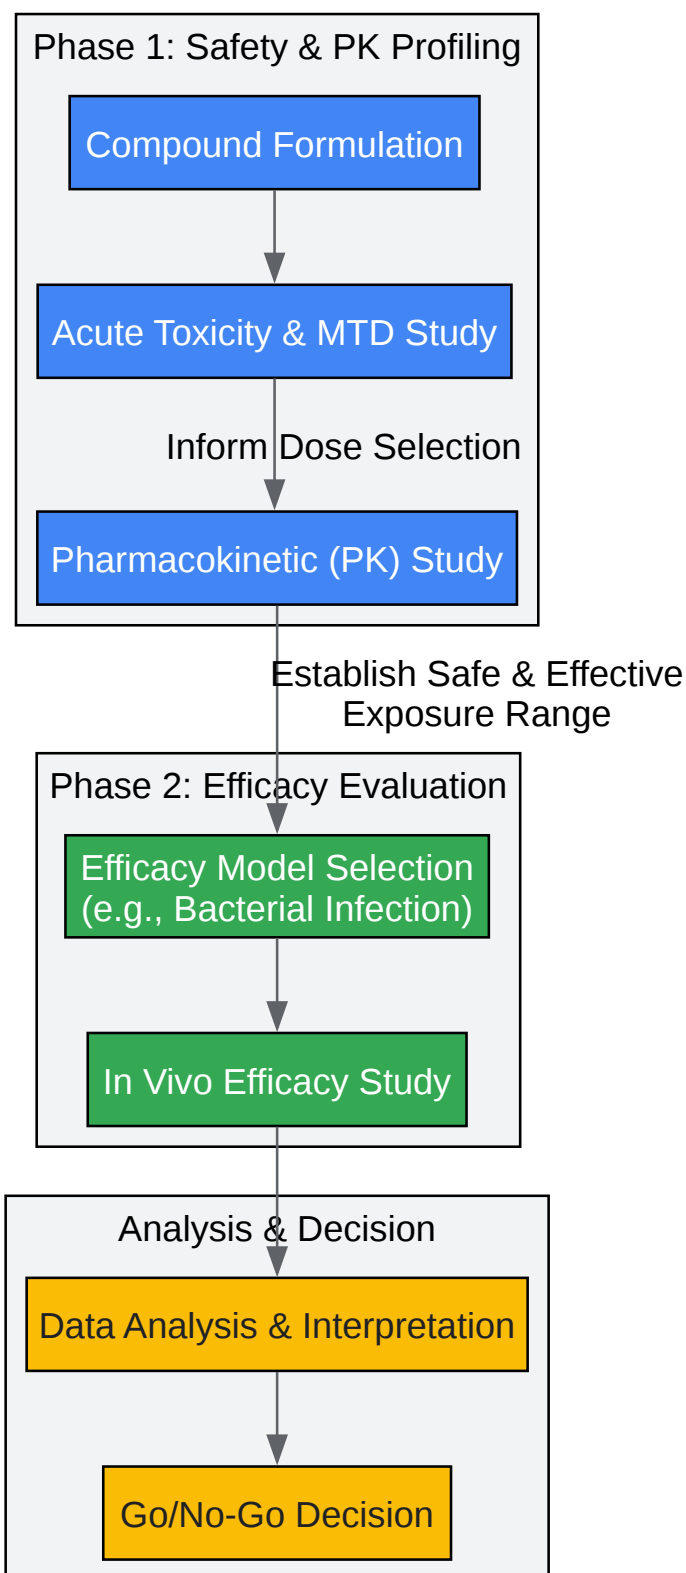 Phase 1: Safety & PK Profiling
Compound Formulation
Acute Toxicity & MTD Study
Inform Dose Selection
Pharmacokinetic (PK) Study
Establish Safe & Effective
Exposure Range
Phase 2: Efficacy Evaluation
Efficacy Model Selection
(e.g., Bacterial Infection)
In Vivo Efficacy Study
Analysis & Decision
Data Analysis & Interpretation
Go/No-Go Decision